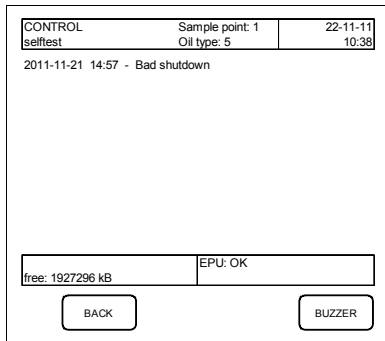 CONTROL Sample point: 1 22-11-11
selftest Oil type: 5 10:38
2011-11-21 14:57 - Bad shutdown
EPU: OK
free: 1927296 kB
BACK BUZZER